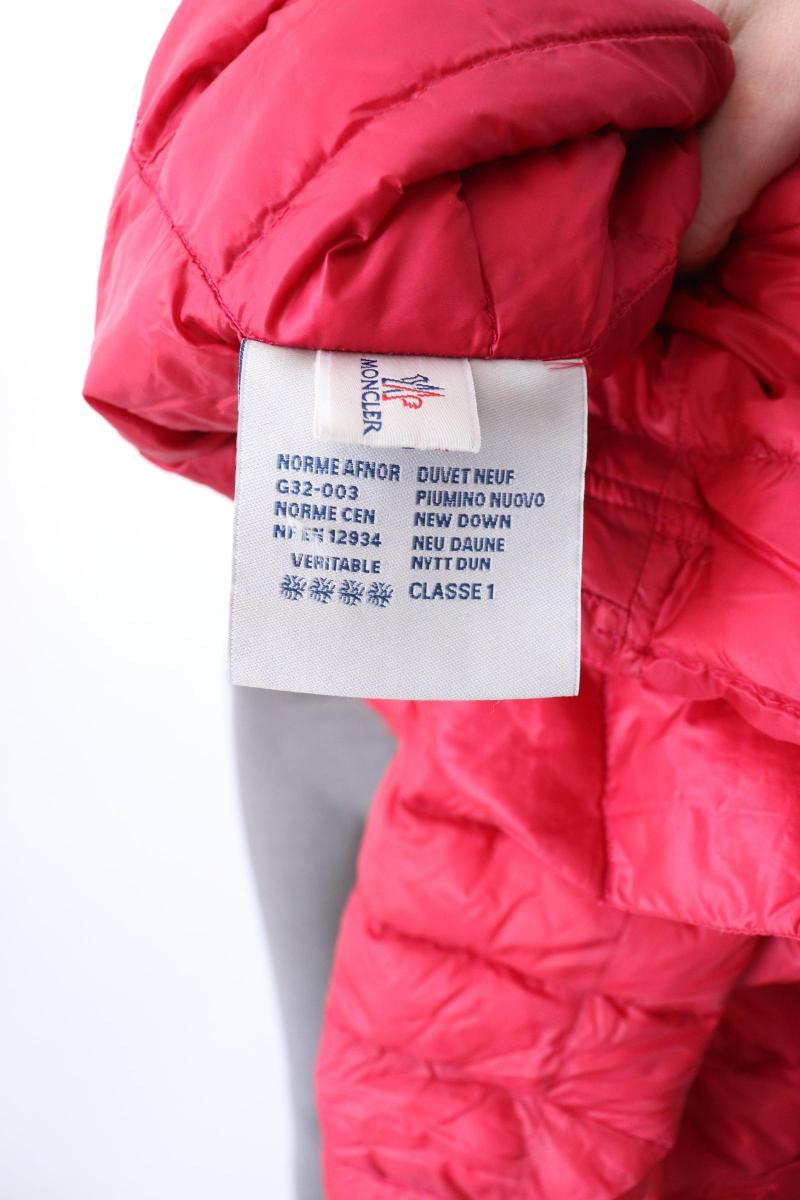 MONCLER
NORME AFNOR
G32-003
NORME CEN
NF EN 12934
VERITABLE
DUVET NEUF
PIUMINO NUOVO
NEW DOWN
NEU DAUNE
NYTT DUN
CLASSE 1